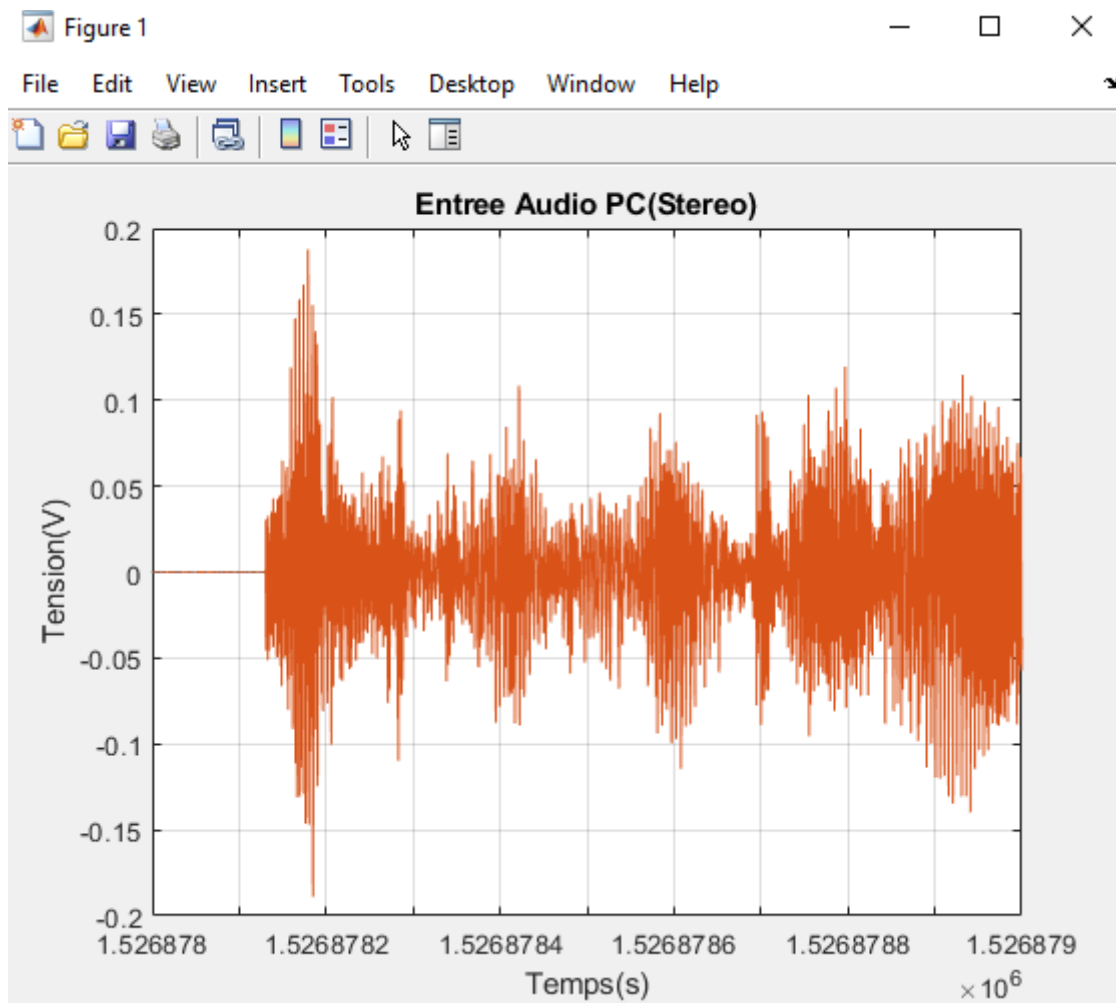 Figure 1
File Edit View Insert Tools Desktop Window Help
Entree Audio PC(Stereo)
0.2
0.15
0.1
0.05
0
-0.05
-0.1
-0.15
-0.2
Tension(V)
1.526878 1.5268782 1.5268784 1.5268786 1.5268788 1.526879
Temps(s)
× 10⁶